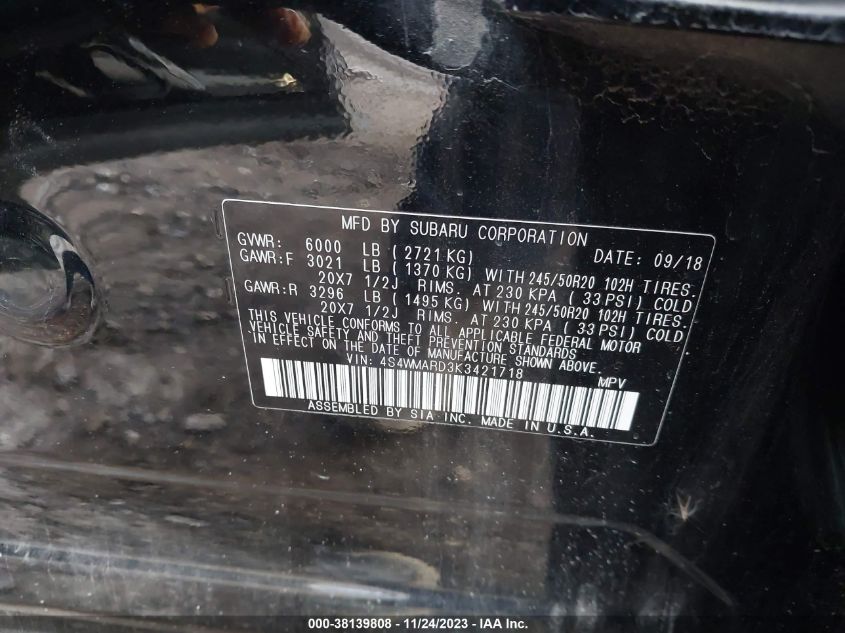 MFD BY SUBARU CORPORATION
GVWR: 6000 LB ( 2721 KG) DATE: 09/18
GAWR:F 3021 LB ( 1370 KG) WITH 245/50R20 102H TIRES.
20X7 1/2J RIMS. AT 230 KPA ( 33 PSI) COLD
GAWR:R 3296 LB ( 1495 KG) WITH 245/50R20 102H TIRES.
20X7 1/2J RIMS. AT 230 KPA ( 33 PSI) COLD
THIS VEHICLE CONFORMS TO ALL APPLICABLE FEDERAL MOTOR
VEHICLE SAFETY AND THEFT PREVENTION STANDARDS
IN EFFECT ON THE DATE OF MANUFACTURE SHOWN ABOVE.
VIN: 4S4WMARD3K3421718 MPV
ASSEMBLED BY SIA INC. MADE IN U.S.A.
000-38139808 - 11/24/2023 - IAA Inc.